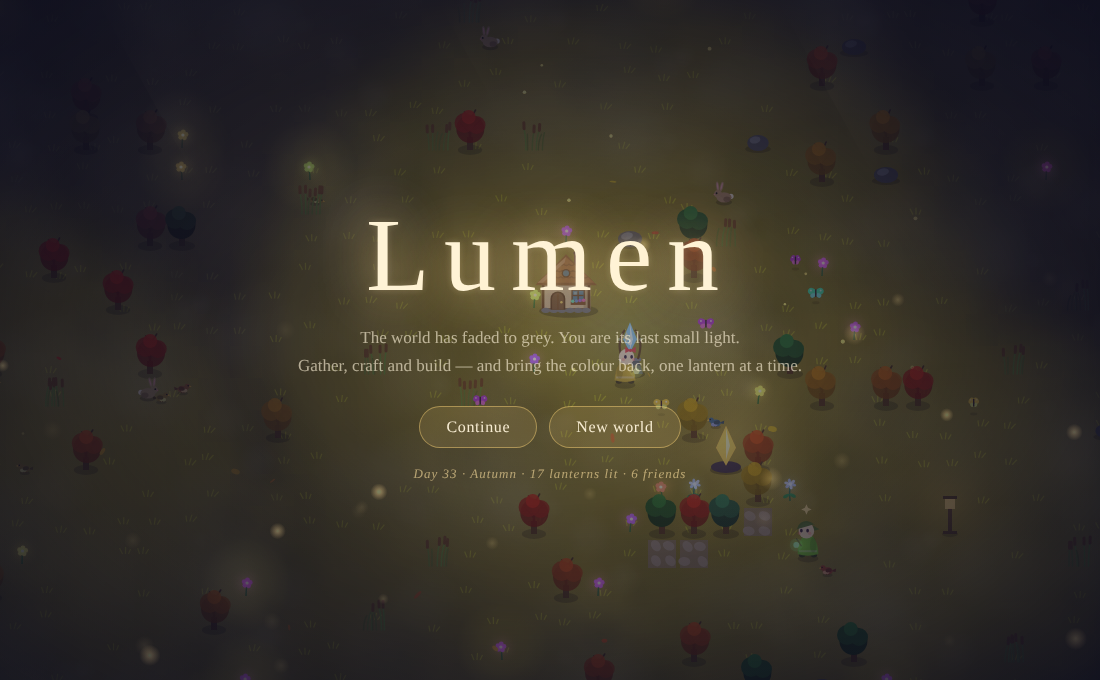 Lumen
The world has faded to grey. You are its last small light.
Gather, craft and build — and bring the colour back, one lantern at a time.
Continue
New world
Day 33 · Autumn · 17 lanterns lit · 6 friends